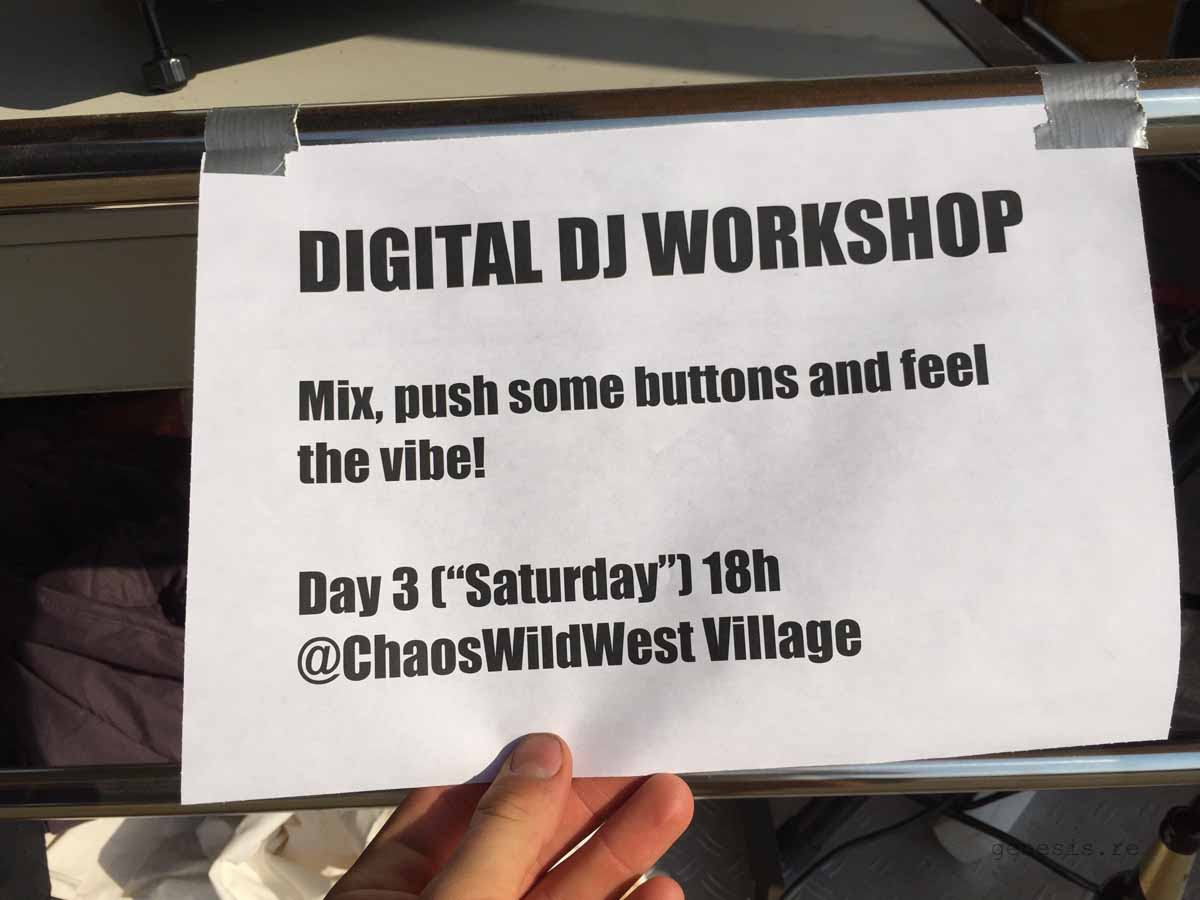 DIGITAL DJ WORKSHOP
Mix, push some buttons and feel
the vibe!
Day 3 (“Saturday”) 18h
@ChaosWildWest Village
genesis.re